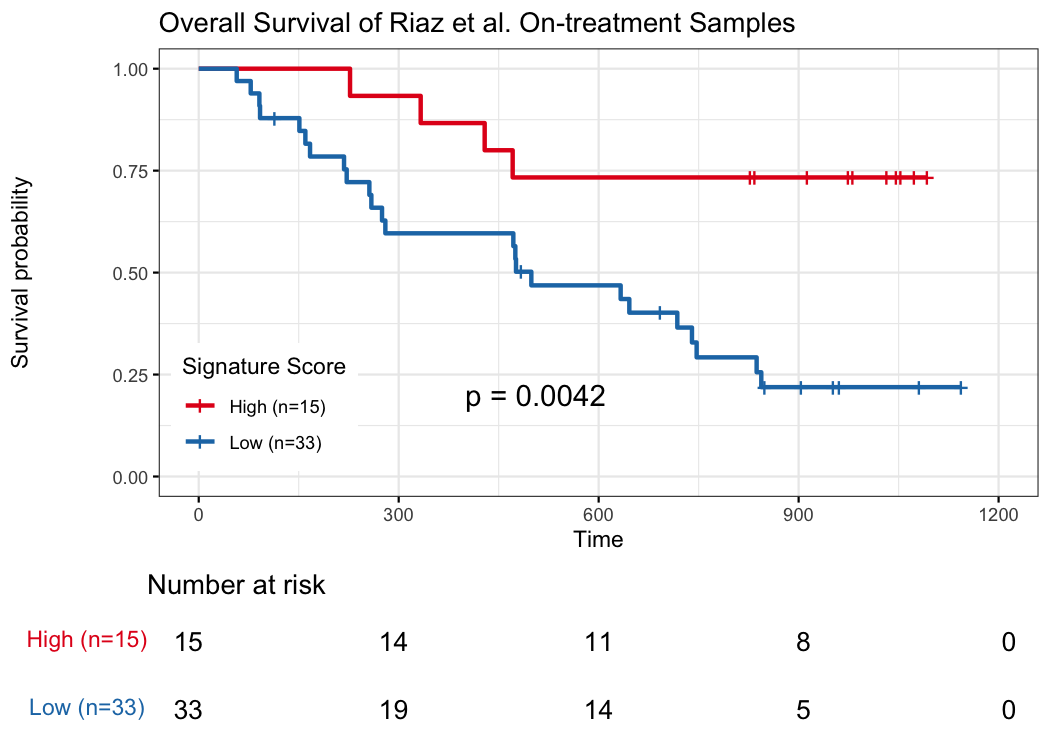 Overall Survival of Riaz et al. On-treatment Samples
Survival probability
1.00
0.75
0.50
0.25
0.00
Signature Score
High (n=15)
Low (n=33)
p = 0.0042
0 300 600 900 1200
Time
Number at risk
High (n=15) 15 14 11 8 0
Low (n=33) 33 19 14 5 0